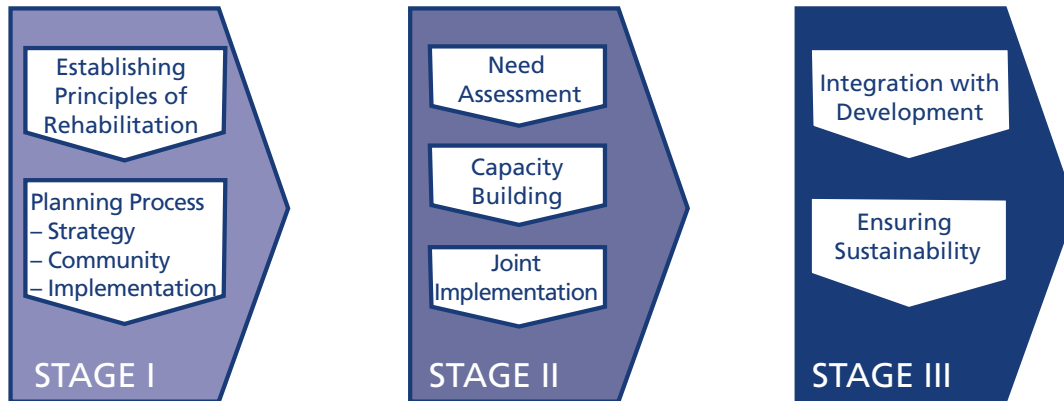 Establishing
Principles of
Rehabilitation
Planning Process
– Strategy
– Community
– Implementation
STAGE I
Need
Assessment
Capacity
Building
Joint
Implementation
STAGE II
Integration with
Development
Ensuring
Sustainability
STAGE III